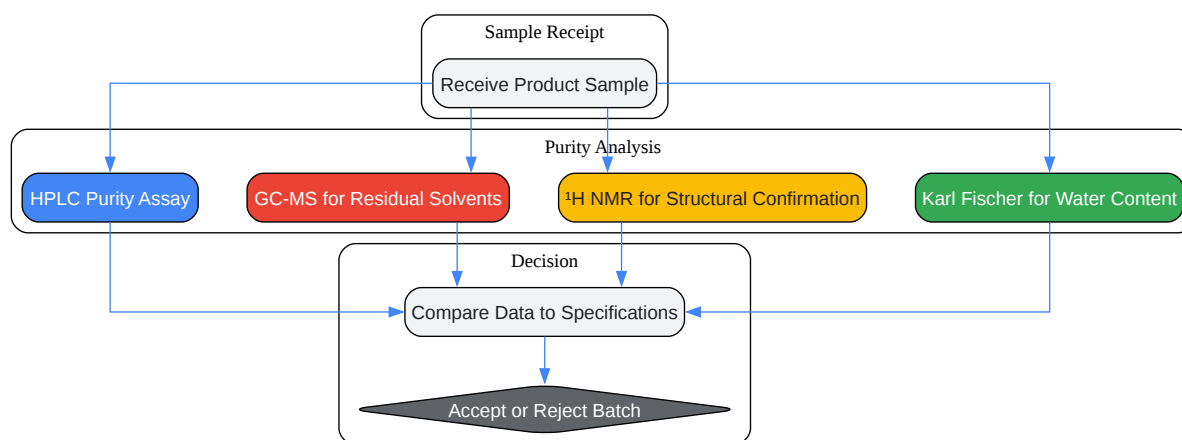 Sample Receipt
Receive Product Sample
Purity Analysis
HPLC Purity Assay
GC-MS for Residual Solvents
¹H NMR for Structural Confirmation
Karl Fischer for Water Content
Decision
Compare Data to Specifications
Accept or Reject Batch